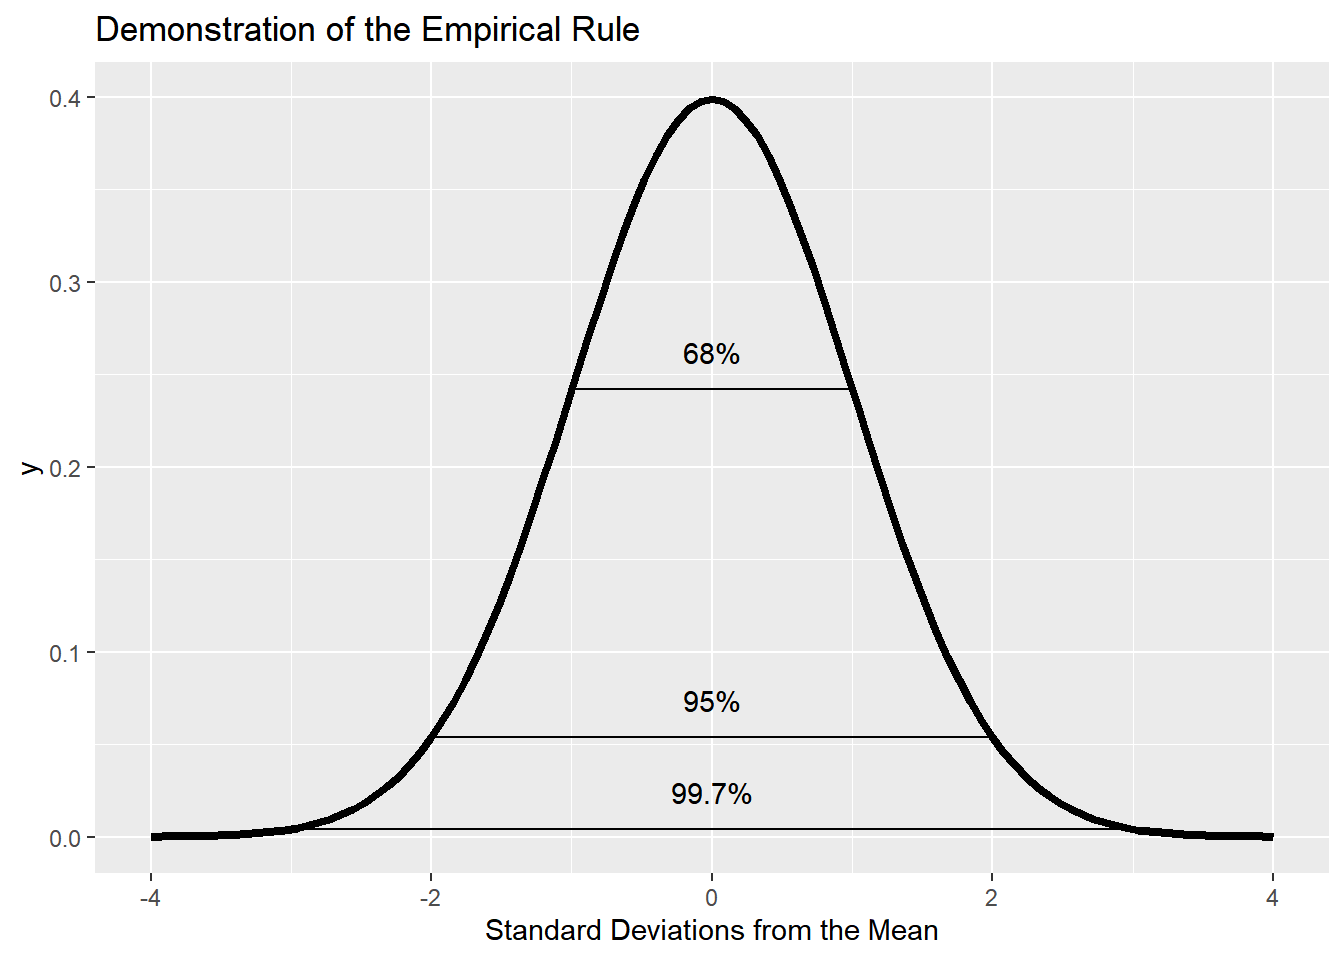 Demonstration of the Empirical Rule
0.4
0.3
68%
y
0.2
0.1
95%
99.7%
0.0
-4 -2 0 2 4
Standard Deviations from the Mean